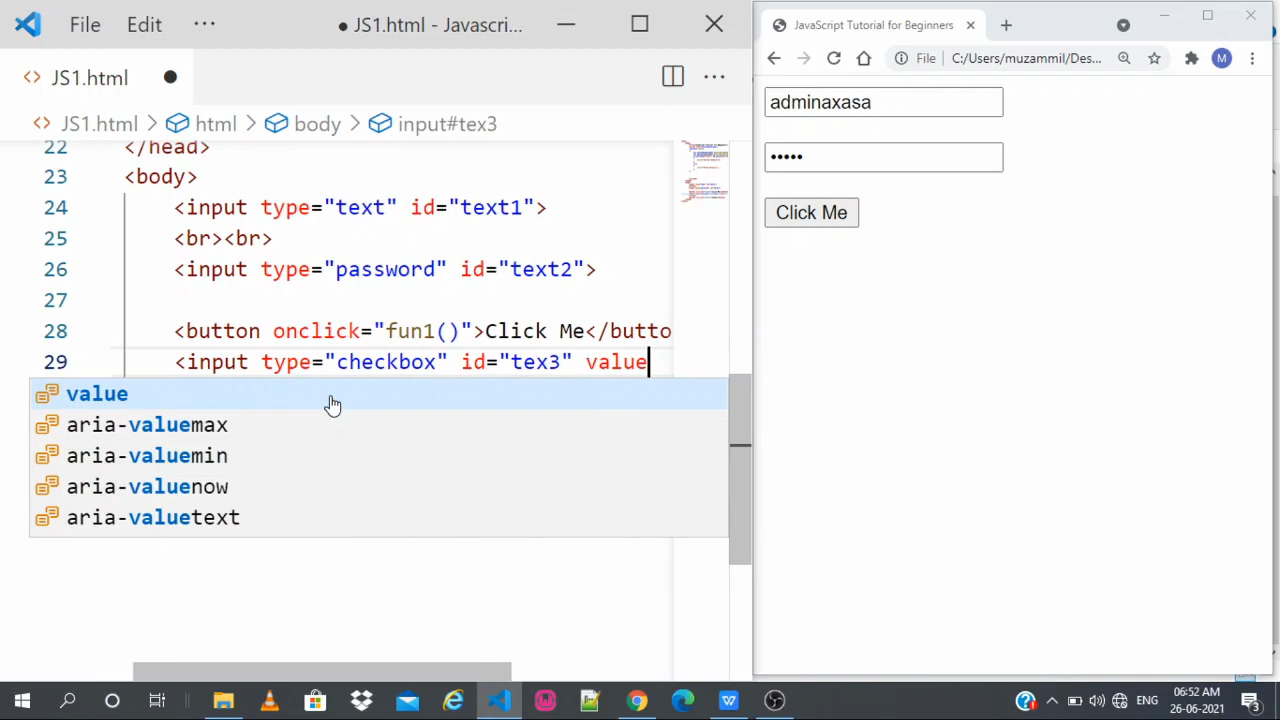 File Edit ··· ● JS1.html - Javascri...
JS1.html
JS1.html > html > body > input#tex3
22 </head>
23 <body>
24 <input type="text" id="text1">
25 <br><br>
26 <input type="password" id="text2">
27
28 <button onclick="fun1()">Click Me</butto
29 <input type="checkbox" id="tex3" value
value
aria-valuemax
aria-valuemin
aria-valuenow
aria-valuetext
JavaScript Tutorial for Beginners
File C:/Users/muzammil/Des... M
adminaxasa
•••••
Click Me
ENG
06:52 AM
26-06-2021
3